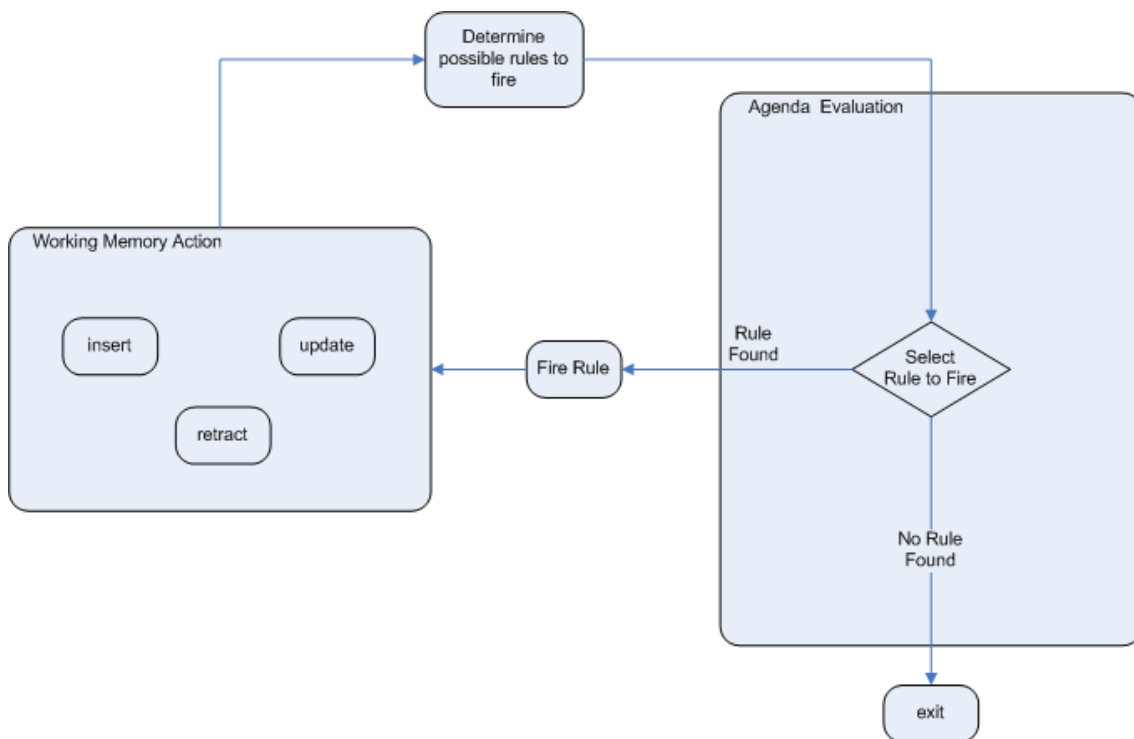 Determine
possible rules to
fire
Agenda Evaluation
Working Memory Action
insert
update
retract
Fire Rule
Rule
Found
Select
Rule to Fire
No Rule
Found
exit